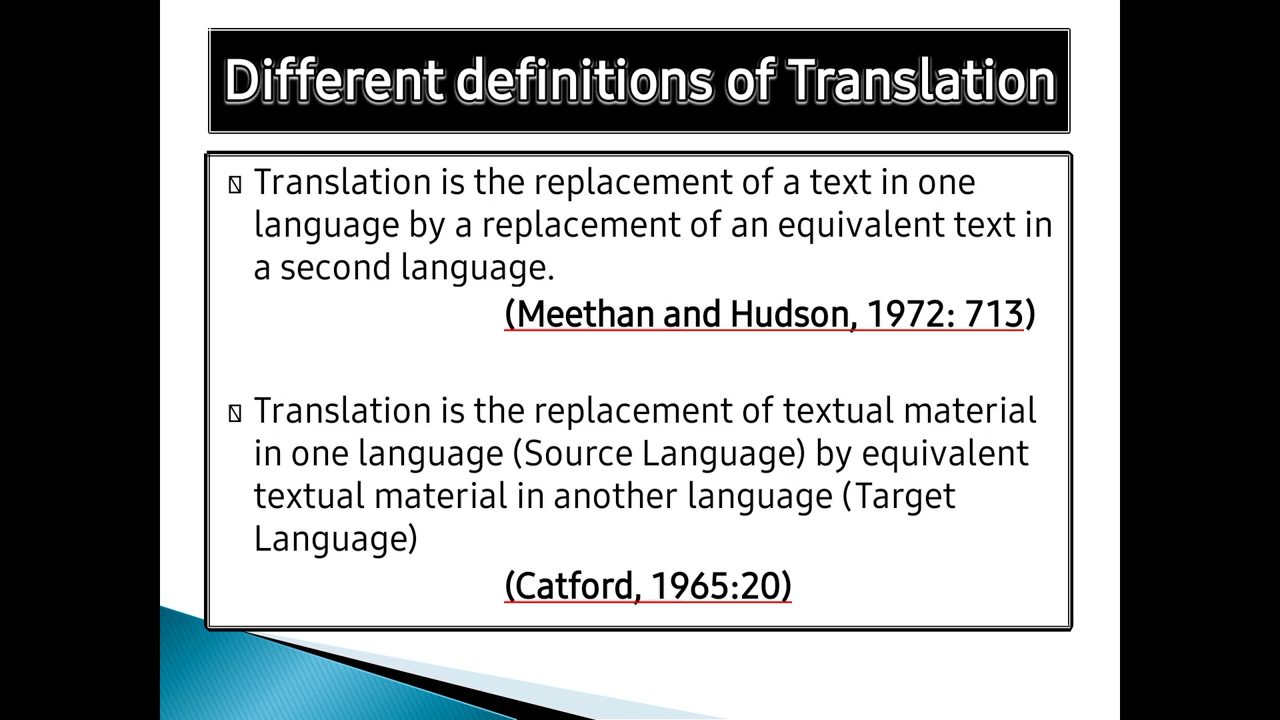 Different definitions of Translation
Translation is the replacement of a text in one
language by a replacement of an equivalent text in
a second language.
(Meethan and Hudson, 1972: 713)
Translation is the replacement of textual material
in one language (Source Language) by equivalent
textual material in another language (Target
Language)
(Catford, 1965:20)